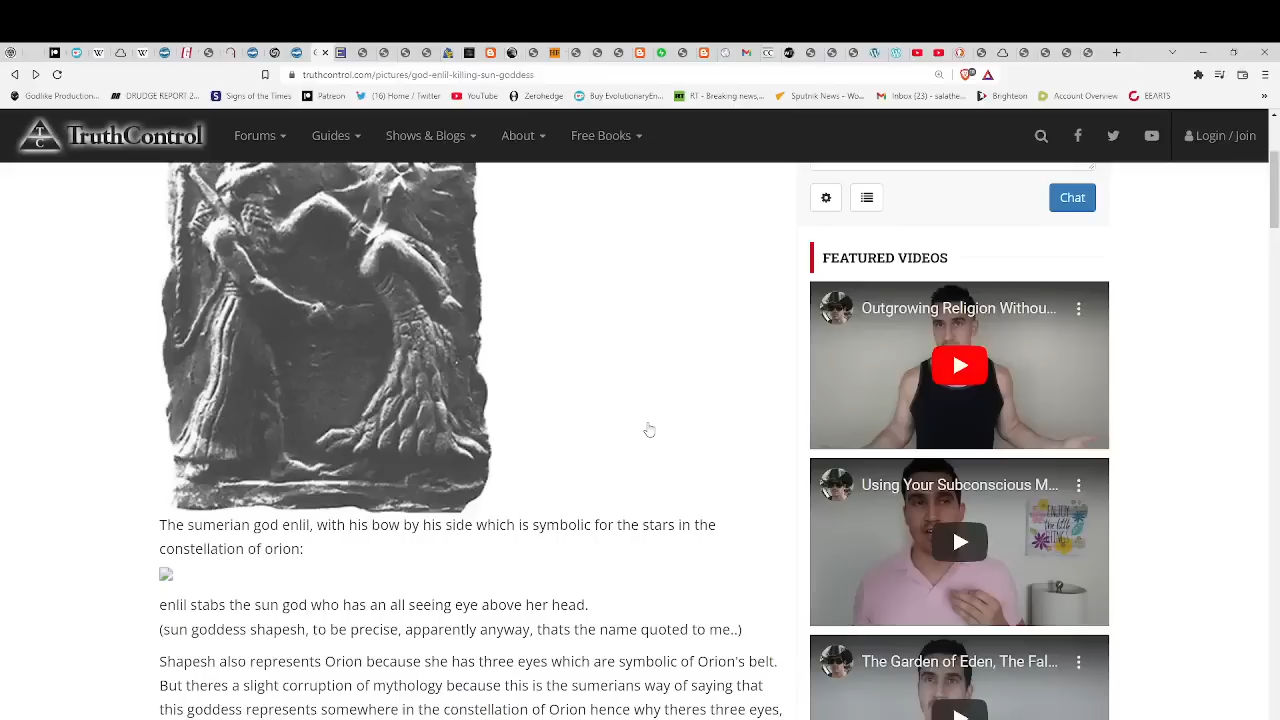 truthcontrol.com/pictures/god-enlil-killing-sun-goddess
Godlike Production...
DRUDGE REPORT 2...
Signs of the Times
Patreon
(16) Home / Twitter
YouTube
Zerohedge
Buy EvolutionaryEn...
RT - Breaking news,...
Sputnik News - Wo...
Inbox (23) - salathe...
Brighteon
Account Overview
EEARTS
TC
TruthControl
Forums
Guides
Shows & Blogs
About
Free Books
Login / Join
Chat
FEATURED VIDEOS
Outgrowing Religion Withou...
Using Your Subconscious M...
ENJOY the little THINGS
The Garden of Eden, The Fal...
The sumerian god enlil, with his bow by his side which is symbolic for the stars in the
constellation of orion:
enlil stabs the sun god who has an all seeing eye above her head.
(sun goddess shapesh, to be precise, apparently anyway, thats the name quoted to me..)
Shapesh also rpresents Orion because she has three eyes which are symbolic of Orion's belt.
But theres a slight corruption of mythology because this is the sumerians way of saying that
this goddess represents somewhere in the constellation of Orion hence why theres three eyes,